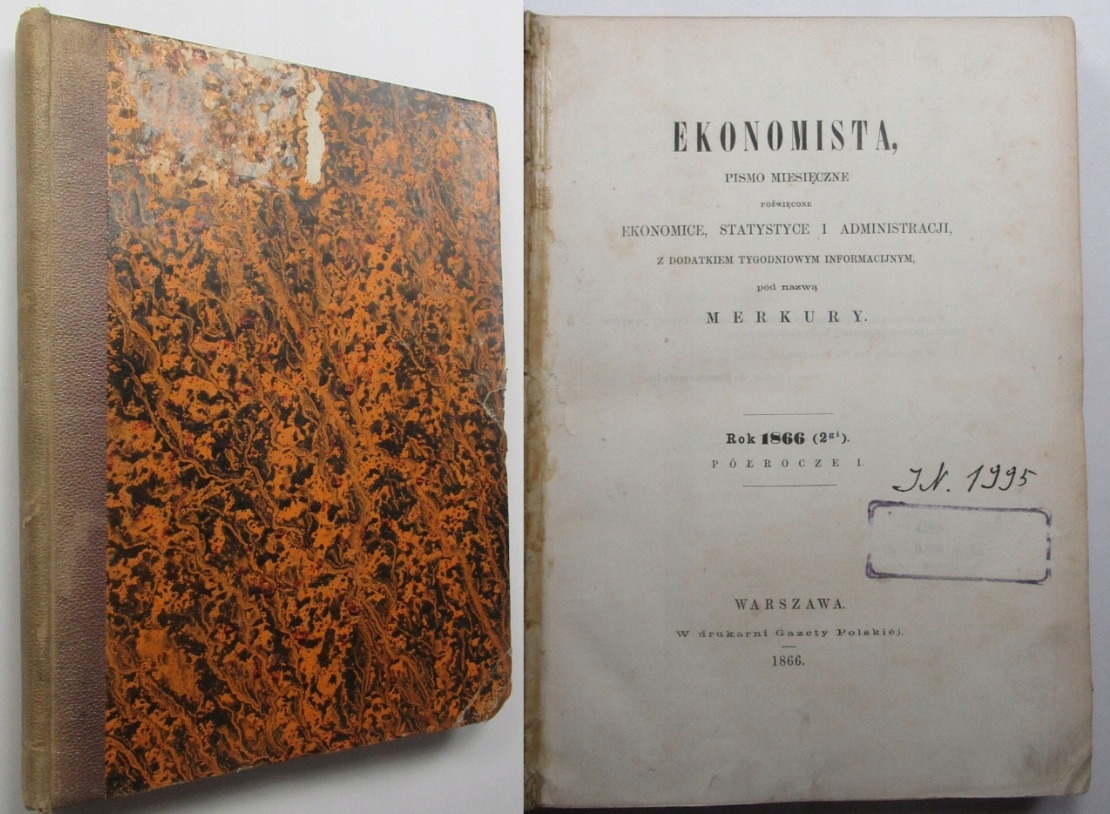 EKONOMISTA,
PISMO MIESIĘCZNE
POŚWIĘCONE
EKONOMICE, STATYSTYCE I ADMINISTRACJI,
Z DODATKIEM TYGODNIOWYM INFORMACIJNYM,
pod nazwą
MERKURY.
Rok 1866 (2gi).
PÓŁROCZE I.
JN. 1995
WARSZAWA.
W drukarni Gazety Polskiéj.
1866.